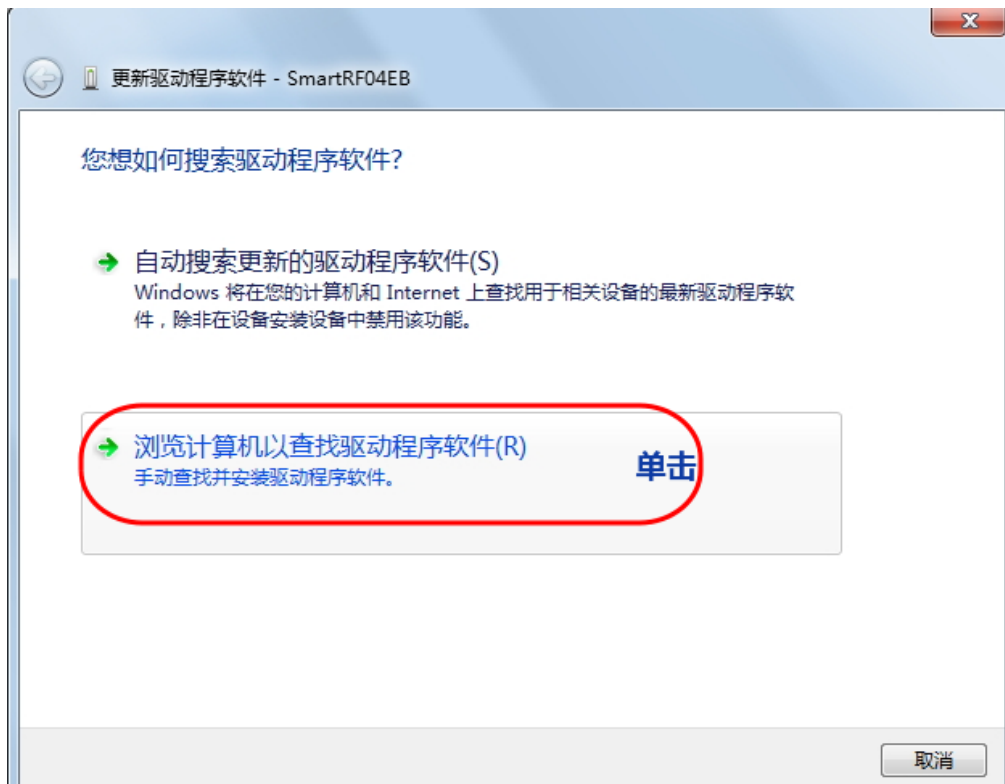 更新驱动程序软件 - SmartRF04EB
您想如何搜索驱动程序软件?
自动搜索更新的驱动程序软件(S)
Windows 将在您的计算机和 Internet 上查找用于相关设备的最新驱动程序软
件，除非在设备安装设备中禁用该功能。
浏览计算机以查找驱动程序软件(R)
单击
手动查找并安装驱动程序软件。
取消